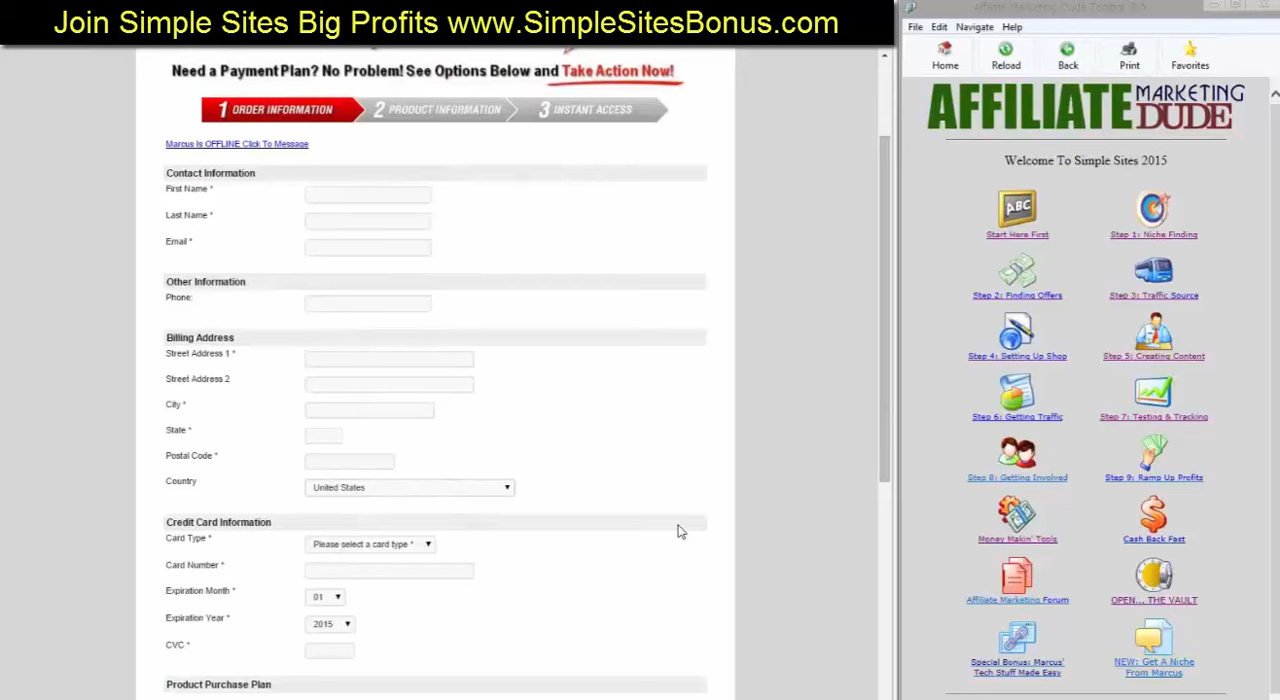 Join Simple Sites Big Profits www.SimpleSitesBonus.com
Need a Payment Plan? No Problem! See Options Below and Take Action Now!
1 ORDER INFORMATION
2 PRODUCT INFORMATION
3 INSTANT ACCESS
Marcus Is OFFLINE Click To Message
Contact Information
First Name *
Last Name *
Email *
Other Information
Phone:
Billing Address
Street Address 1 *
Street Address 2
City *
State *
Postal Code *
Country
United States
Credit Card Information
Card Type *
Please select a card type *
Card Number *
Expiration Month *
01
Expiration Year *
2015
CVC *
Product Purchase Plan
Affiliate Marketing Dude
File Edit Navigate Help
Home Reload Back Print Favorites
AFFILIATE MARKETING DUDE
Welcome To Simple Sites 2015
ABC
Start Here First
Step 1: Niche Finding
Step 2: Finding Offers
Step 3: Traffic Source
Step 4: Setting Up Shop
Step 5: Creating Content
Step 6: Getting Traffic
Step 7: Testing & Tracking
Step 8: Getting Involved
Step 9: Ramp Up Profits
Money Makin' Tools
Cash Back Fast
Affiliate Marketing Forum
OPEN... THE VAULT
Special Bonus: Marcus'
Tech Stuff Made Easy
NEW: Get A Niche
From Marcus